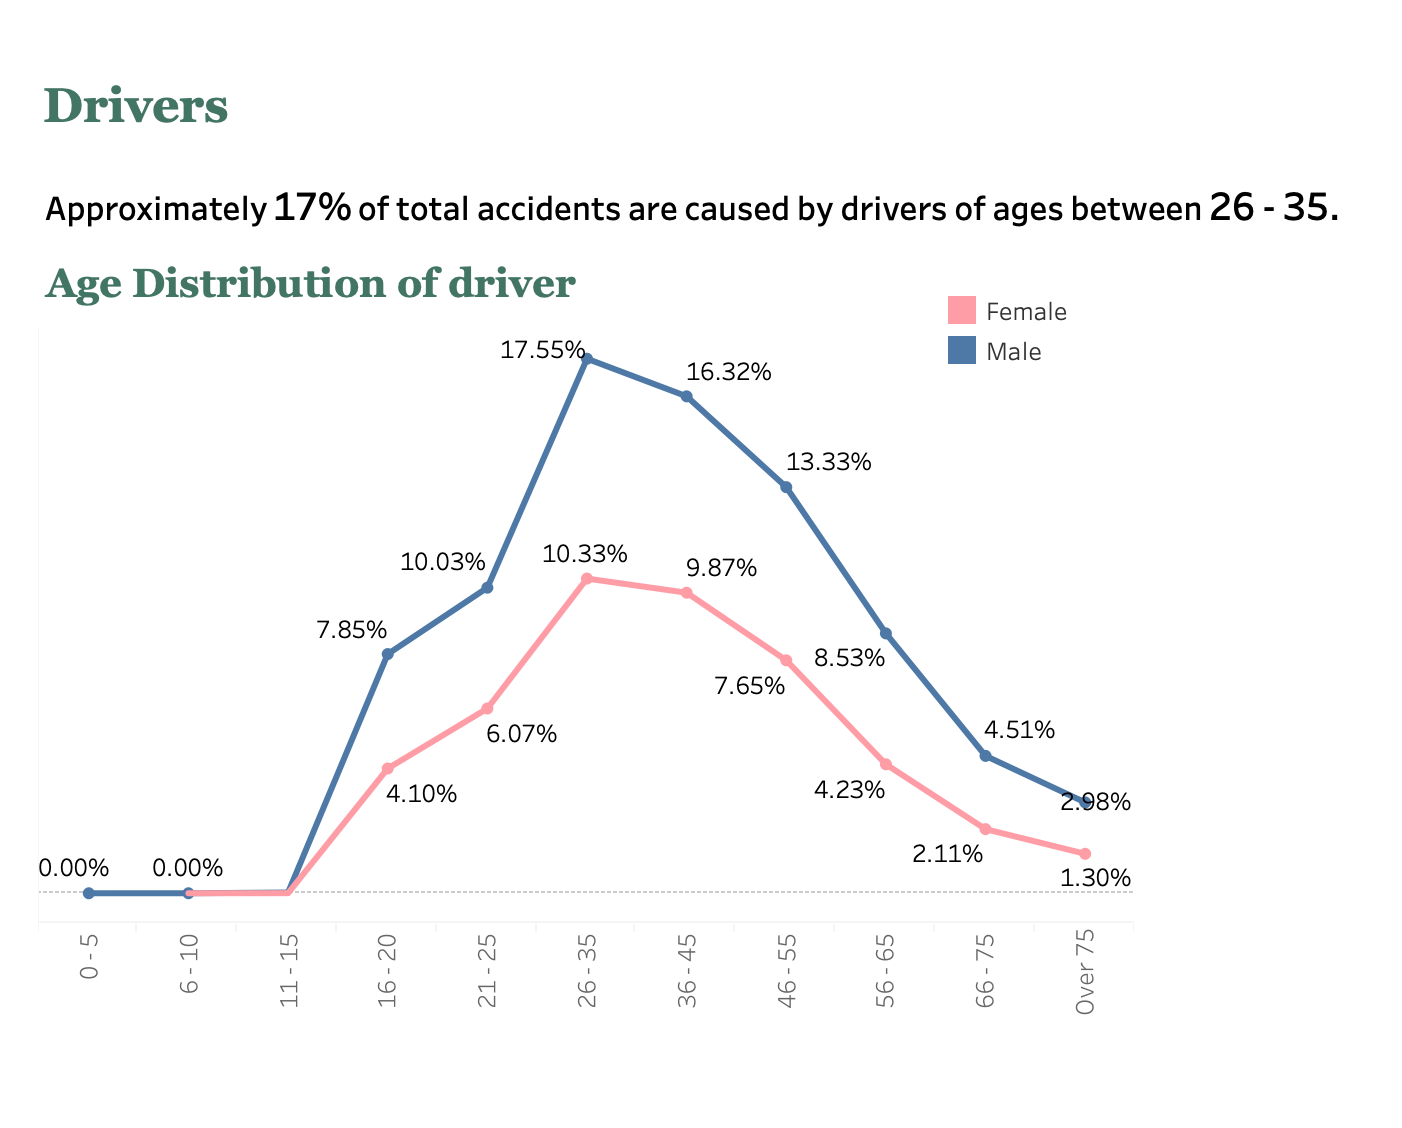 Drivers
Approximately 17% of total accidents are caused by drivers of ages between 26 - 35.
Age Distribution of driver
Female
Male
17.55%
16.32%
13.33%
10.03%
10.33%
9.87%
7.85%
8.53%
7.65%
6.07%
4.51%
4.10%
4.23%
2.98%
2.11%
0.00%
0.00%
1.30%
0 - 5
6 - 10
11 - 15
16 - 20
21 - 25
26 - 35
36 - 45
46 - 55
56 - 65
66 - 75
Over 75